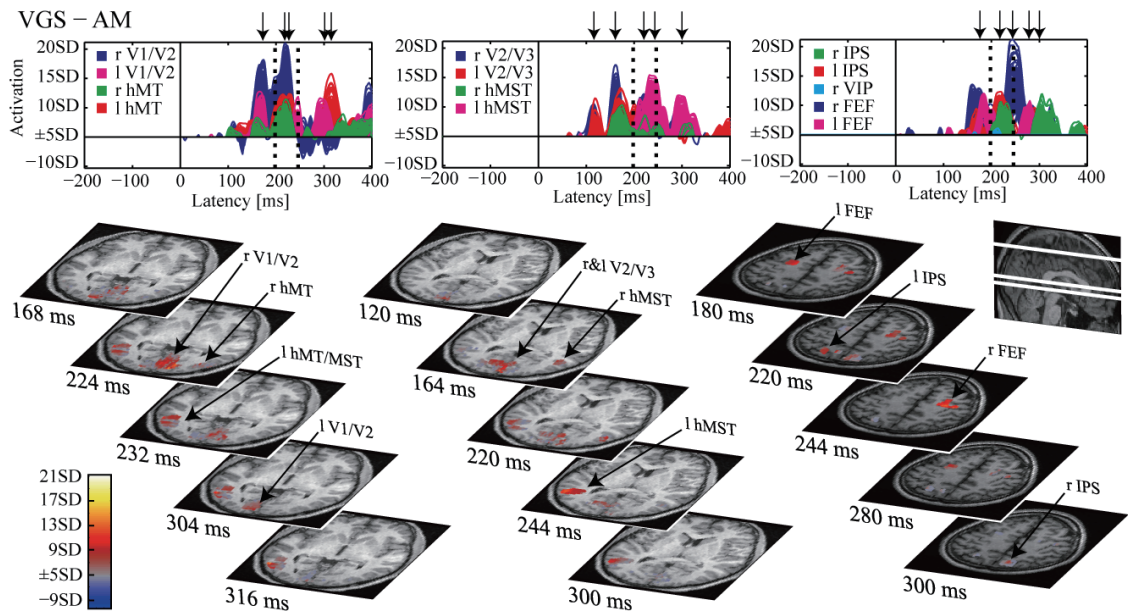 VGS − AM
Activation
20SD
15SD
10SD
±5SD
−10SD
r V1/V2
l V1/V2
r hMT
l hMT
−200 −100 0 100 200 300 400
Latency [ms]
20SD
15SD
10SD
±5SD
−10SD
r V2/V3
l V2/V3
r hMST
l hMST
−200 −100 0 100 200 300 400
Latency [ms]
20SD
15SD
10SD
±5SD
−10SD
r IPS
l IPS
r VIP
r FEF
l FEF
−200 −100 0 100 200 300 400
Latency [ms]
r V1/V2
r hMT
l hMT/MST
l V1/V2
168 ms
224 ms
232 ms
304 ms
316 ms
r&l V2/V3
r hMST
l hMST
120 ms
164 ms
220 ms
244 ms
300 ms
l FEF
l IPS
r FEF
r IPS
180 ms
220 ms
244 ms
280 ms
300 ms
21SD
17SD
13SD
9SD
±5SD
−9SD